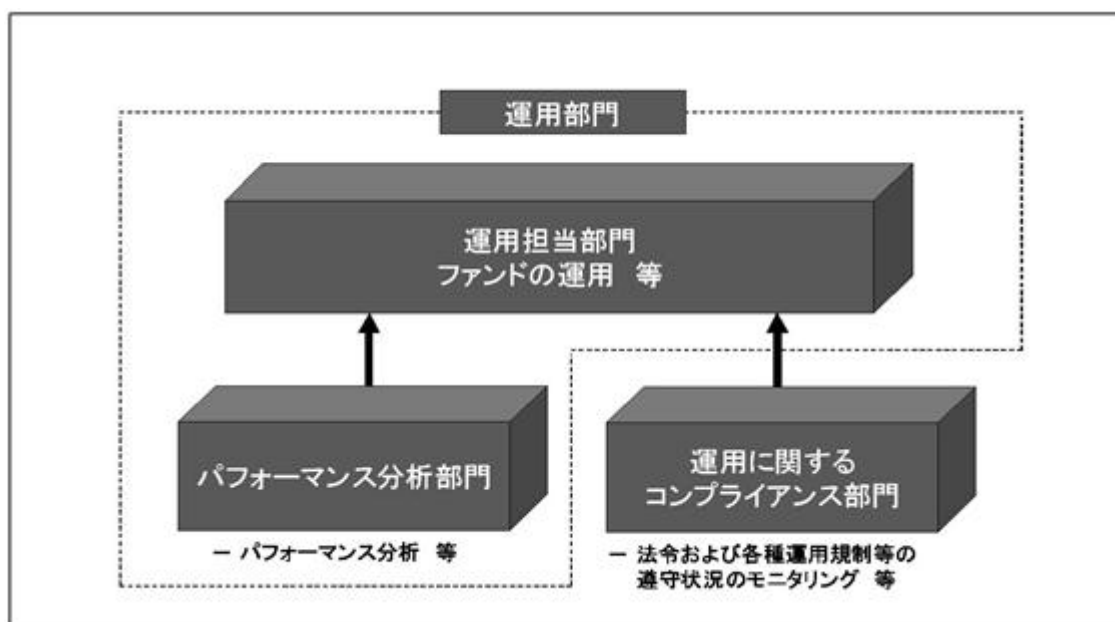 運用部門
運用担当部門
ファンドの運用　等
パフォーマンス分析部門
－ パフォーマンス分析　等
運用に関する
コンプライアンス部門
－ 法令および各種運用規制等の
遵守状況のモニタリング　等